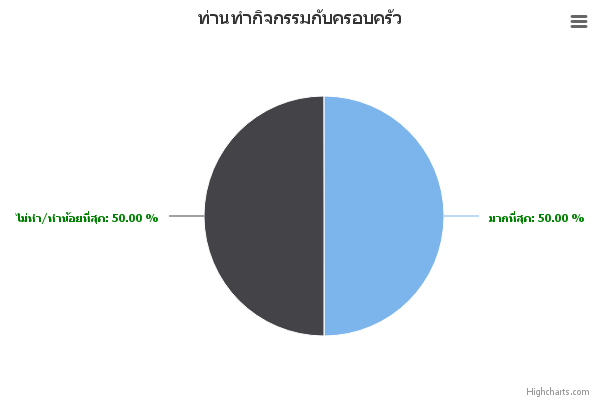 ท่านทำกิจกรรมกับครอบครัว
ไม่ทำ/ทำน้อยที่สุด: 50.00 %
มากที่สุด: 50.00 %
Highcharts.com